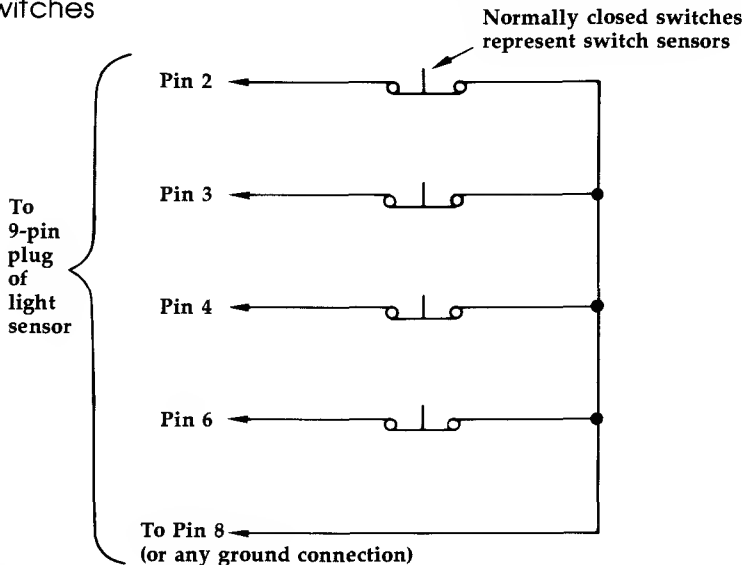 witches
Normally closed switches
represent switch sensors
Pin 2
Pin 3
To
9-pin
plug
of
light
sensor
Pin 4
Pin 6
To Pin 8
(or any ground connection)